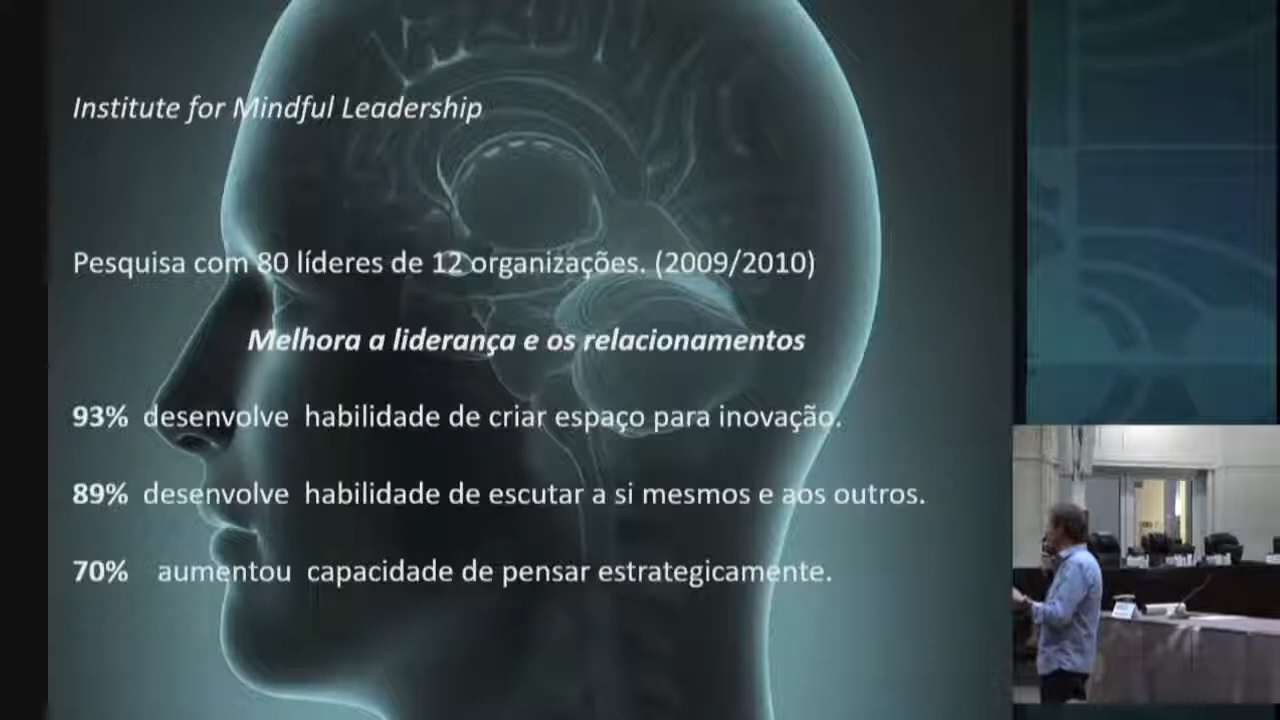 Institute for Mindful Leadership
Pesquisa com 80 líderes de 12 organizações. (2009/2010)
Melhora a liderança e os relacionamentos
93% desenvolve habilidade de criar espaço para inovação.
89% desenvolve habilidade de escutar a si mesmos e aos outros.
70% aumentou capacidade de pensar estrategicamente.